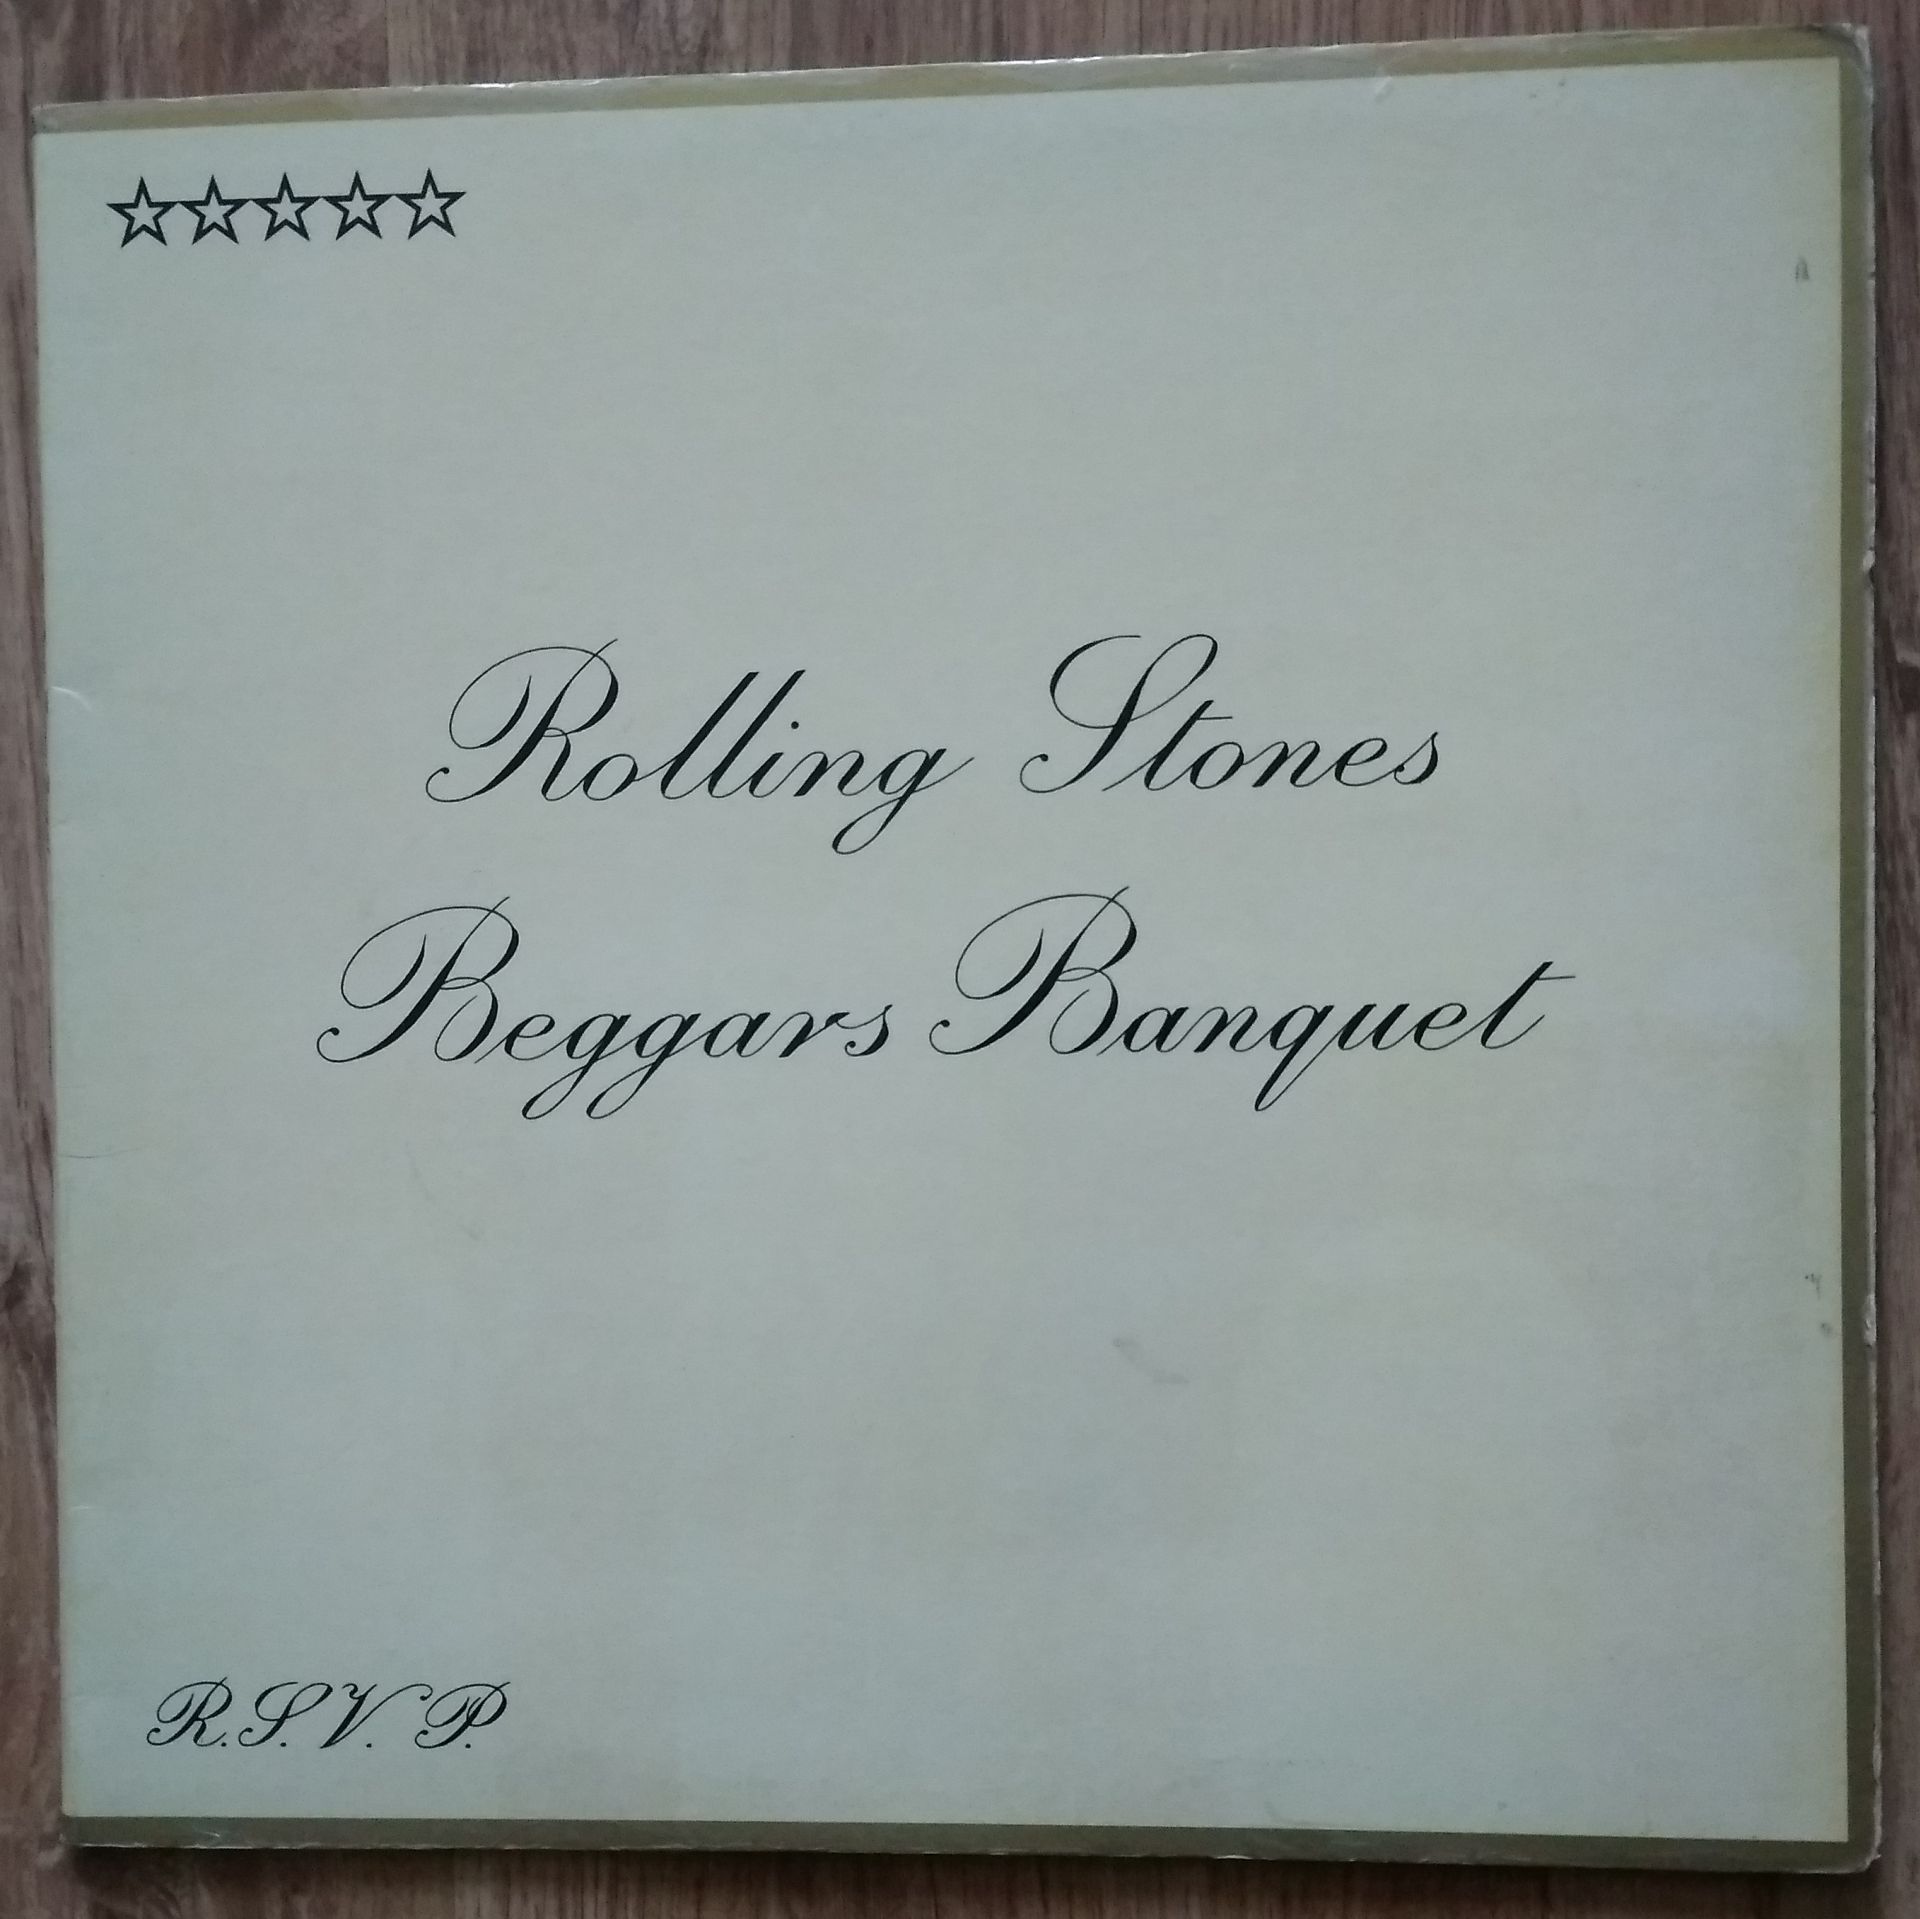 Rolling Stones
Beggars Banquet
R.S.V.P.